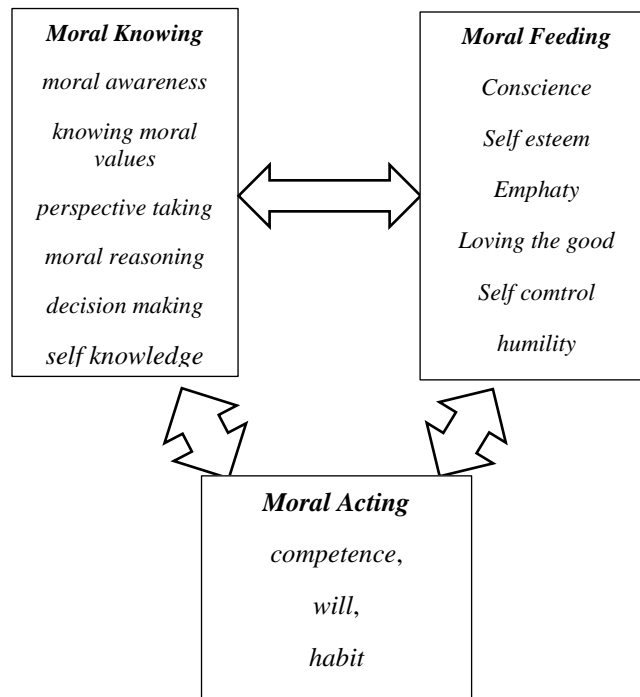 Moral Knowing
moral awareness
knowing moral
values
perspective taking
moral reasoning
decision making
self knowledge
Moral Feeding
Conscience
Self esteem
Emphaty
Loving the good
Self comtrol
humility
Moral Acting
competence,
will,
habit